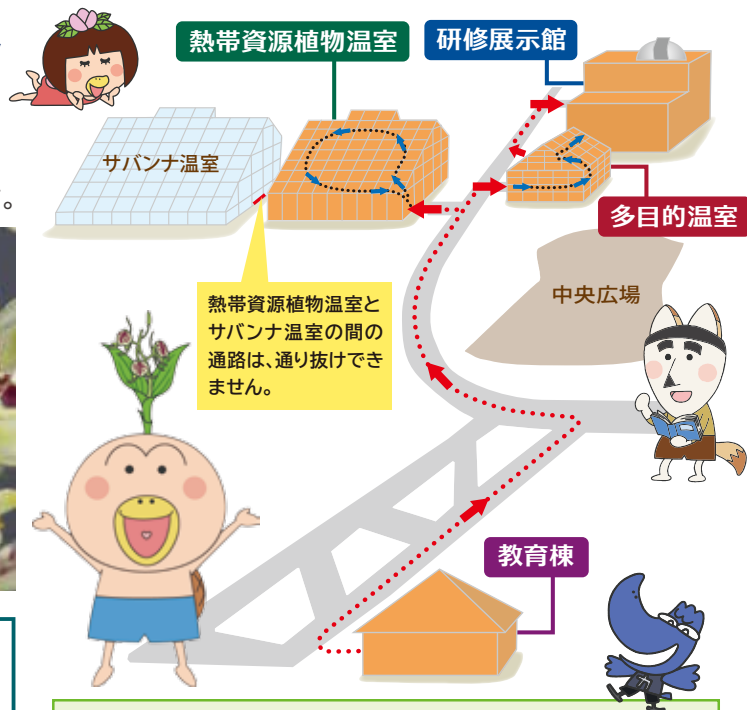 熱帯資源植物温室
研修展示館
サバンナ温室
。
多目的温室
中央広場
熱帯資源植物温室と
サバンナ温室の間の
通路は、通り抜けでき
ません。
教育棟